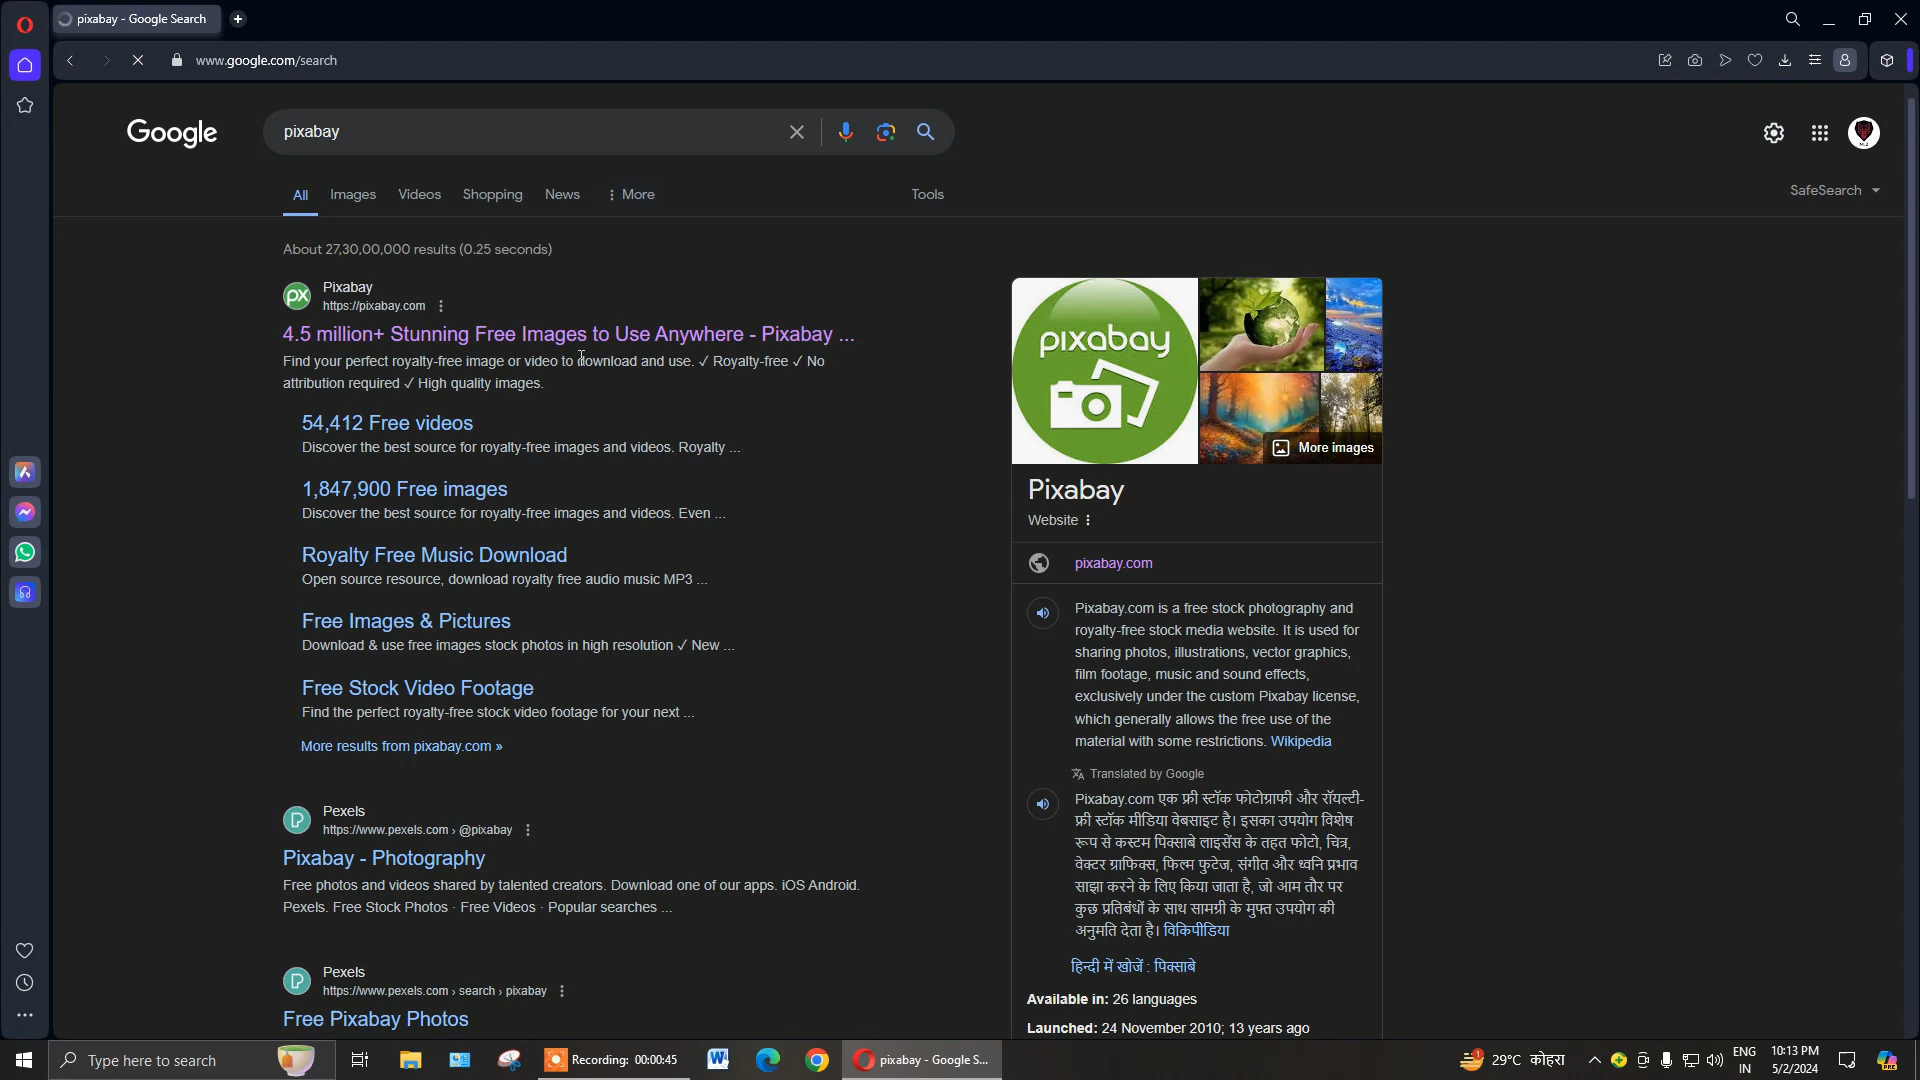 pixabay - Google Search
www.google.com/search
Google
pixabay
All Images Videos Shopping News More Tools
SafeSearch
About 27,30,00,000 results (0.25 seconds)
px
Pixabay
https://pixabay.com
4.5 million+ Stunning Free Images to Use Anywhere - Pixabay ...
Find your perfect royalty-free image or video to download and use. ✓ Royalty-free ✓ No
attribution required ✓ High quality images.
54,412 Free videos
Discover the best source for royalty-free images and videos. Royalty ...
1,847,900 Free images
Discover the best source for royalty-free images and videos. Even ...
Royalty Free Music Download
Open source resource, download royalty free audio music MP3 ...
Free Images & Pictures
Download & use free images stock photos in high resolution ✓ New ...
Free Stock Video Footage
Find the perfect royalty-free stock video footage for your next ...
More results from pixabay.com »
Pexels
https://www.pexels.com › @pixabay
Pixabay - Photography
Free photos and videos shared by talented creators. Download one of our apps. iOS Android.
Pexels. Free Stock Photos · Free Videos · Popular searches ...
Pexels
https://www.pexels.com › search › pixabay
Free Pixabay Photos
pixabay
More images
Pixabay
Website
pixabay.com
Pixabay.com is a free stock photography and
royalty-free stock media website. It is used for
sharing photos, illustrations, vector graphics,
film footage, music and sound effects,
exclusively under the custom Pixabay license,
which generally allows the free use of the
material with some restrictions. Wikipedia
Translated by Google
Pixabay.com एक फ़्री स्टॉक फोटोग्राफी और रॉयल्टी-
फ़्री स्टॉक मीडिया वेबसाइट है। इसका उपयोग विशेष
रूप से कस्टम पिक्साबे लाइसेंस के तहत फोटो, चित्र,
वेक्टर ग्राफिक्स, फिल्म फुटेज, संगीत और ध्वनि प्रभाव
साझा करने के लिए किया जाता है, जो आम तौर पर
कुछ प्रतिबंधों के साथ सामग्री के मुफ्त उपयोग की
अनुमति देता है। विकिपीडिया
हिन्दी में खोजें : पिक्साबे
Available in: 26 languages
Launched: 24 November 2010; 13 years ago
Type here to search
Recording: 00:00:45
pixabay - Google S...
29°C कोहरा
ENG
IN
10:13 PM
5/2/2024